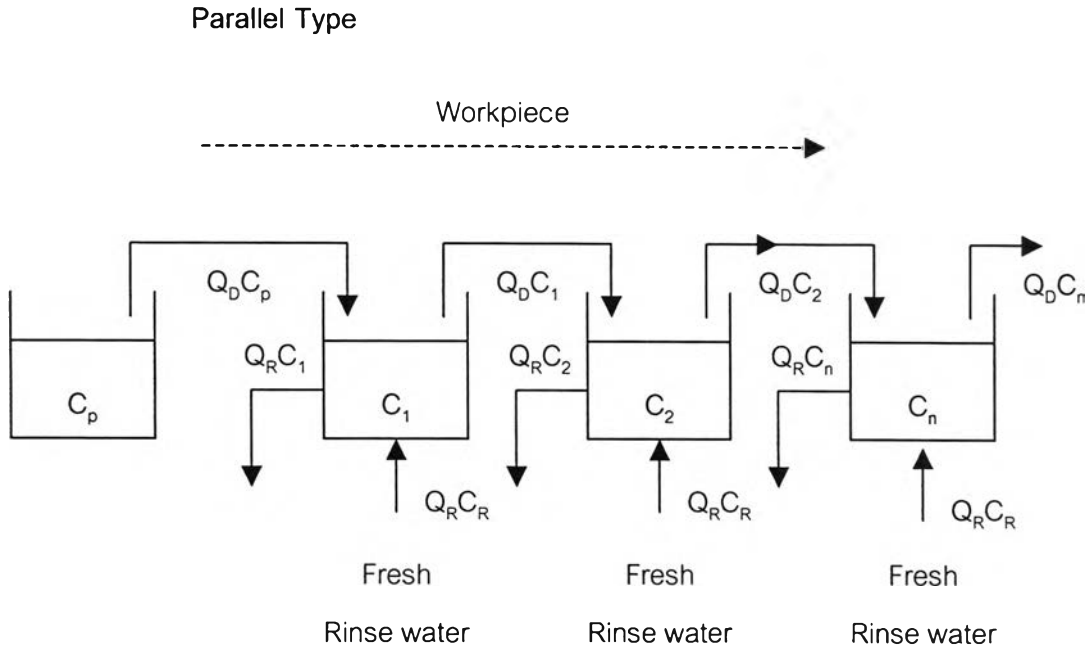 Parallel Type
Workpiece
Q_DC_p
Q_DC_1
Q_DC_2
Q_DC_n
Q_RC_1
Q_RC_2
Q_RC_n
C_p
C_1
C_2
C_n
Q_RC_R
Q_RC_R
Q_RC_R
Fresh
Fresh
Fresh
Rinse water
Rinse water
Rinse water